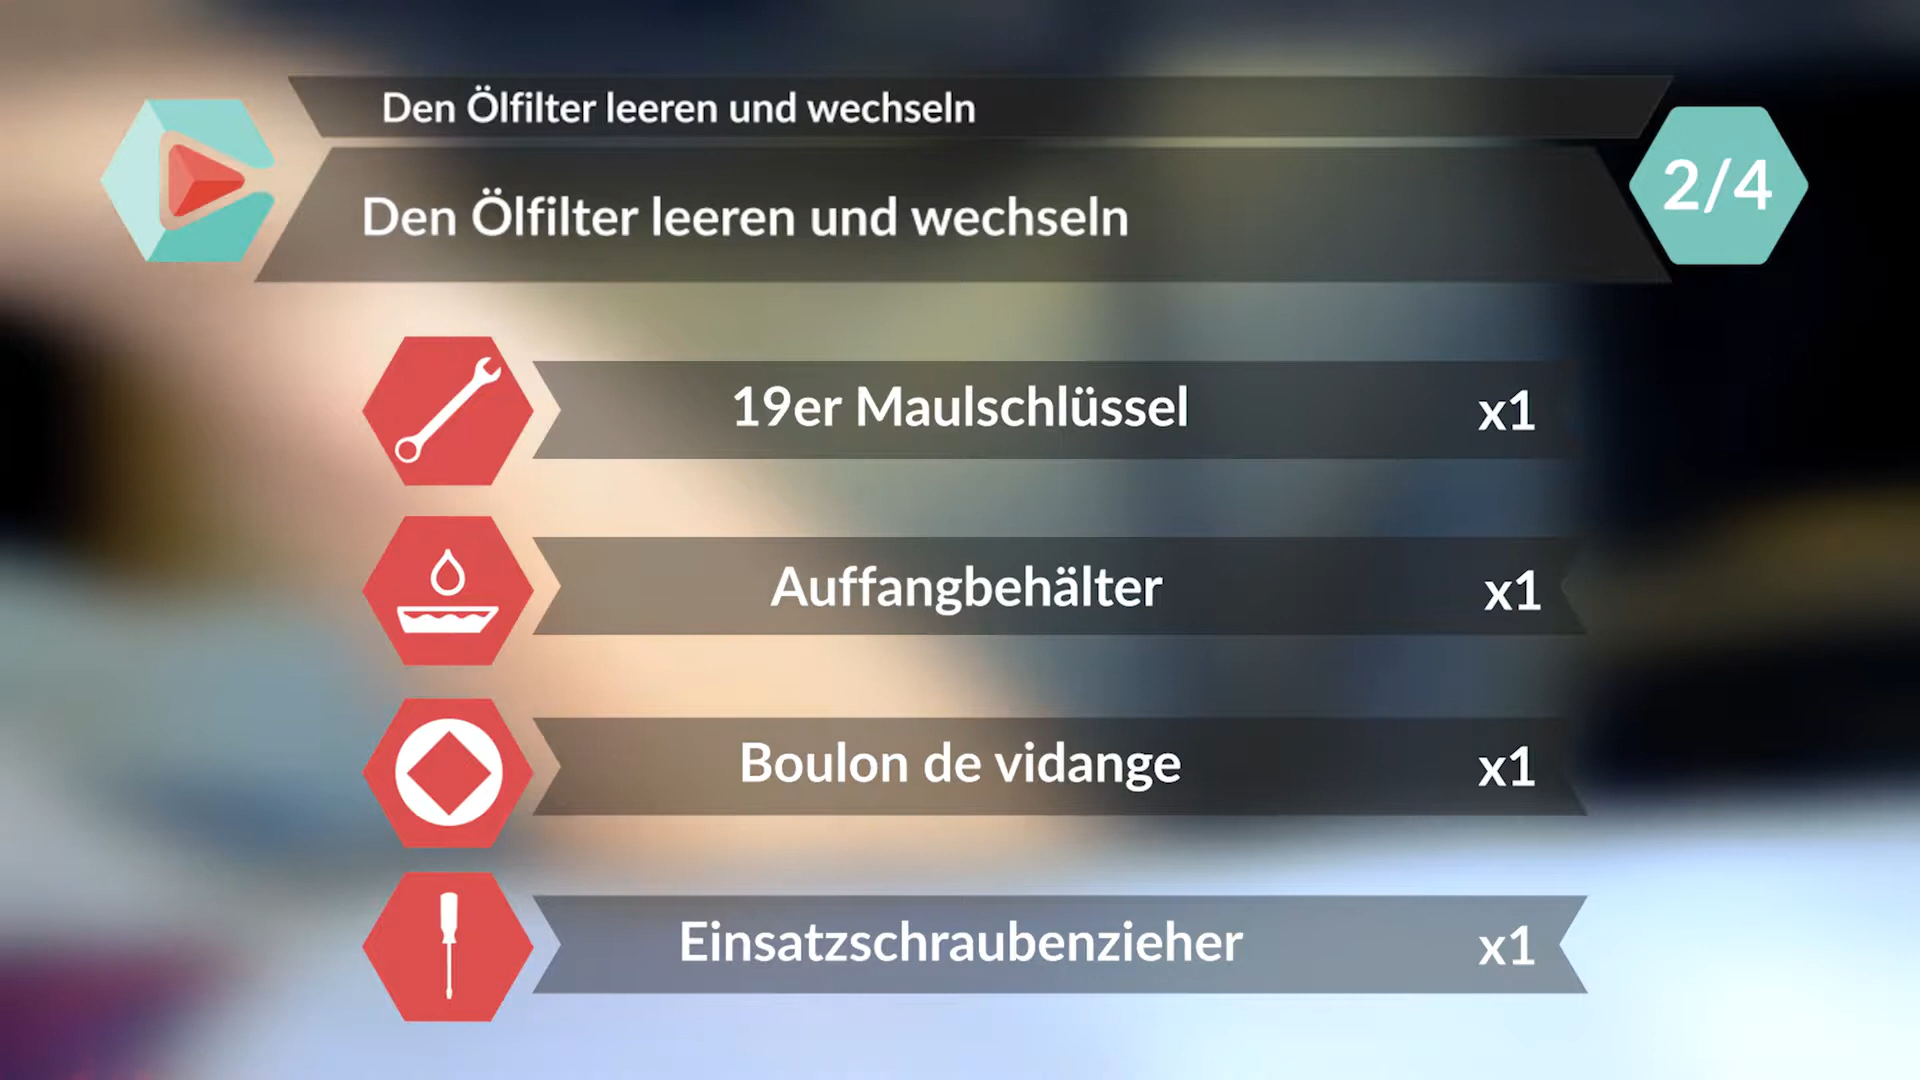 Den Ölfilter leeren und wechseln
Den Ölfilter leeren und wechseln
2/4
19er Maulschlüssel x1
Auffangbehälter x1
Boulon de vidange x1
Einsatzschraubenzieher x1